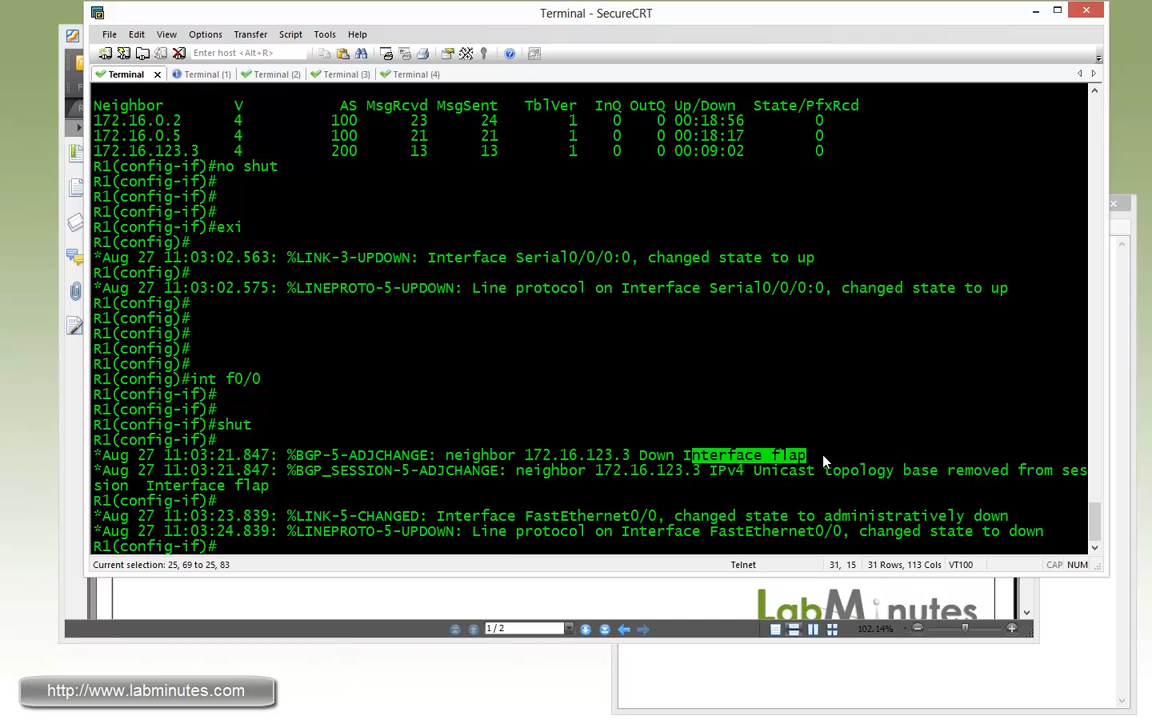 Terminal - SecureCRT
File Edit View Options Transfer Script Tools Help
Enter host <Alt+R>
Terminal Terminal (1) Terminal (2) Terminal (3) Terminal (4)
Neighbor V AS MsgRcvd MsgSent TblVer InQ OutQ Up/Down State/PfxRcd
172.16.0.2 4 100 23 24 1 0 0 00:18:56 0
172.16.0.5 4 100 21 21 1 0 0 00:18:17 0
172.16.123.3 4 200 13 13 1 0 0 00:09:02 0
R1(config-if)#no shut
R1(config-if)#
R1(config-if)#
R1(config-if)#
R1(config-if)#exi
R1(config)#
*Aug 27 11:03:02.563: %LINK-3-UPDOWN: Interface Serial0/0/0:0, changed state to up
R1(config)#
*Aug 27 11:03:02.575: %LINEPROTO-5-UPDOWN: Line protocol on Interface Serial0/0/0:0, changed state to up
R1(config)#
R1(config)#
R1(config)#
R1(config)#
R1(config)#
R1(config)#int f0/0
R1(config-if)#
R1(config-if)#
R1(config-if)#shut
R1(config-if)#
*Aug 27 11:03:21.847: %BGP-5-ADJCHANGE: neighbor 172.16.123.3 Down Interface flap
*Aug 27 11:03:21.847: %BGP_SESSION-5-ADJCHANGE: neighbor 172.16.123.3 IPv4 Unicast topology base removed from ses
sion  Interface flap
R1(config-if)#
*Aug 27 11:03:23.839: %LINK-5-CHANGED: Interface FastEthernet0/0, changed state to administratively down
*Aug 27 11:03:24.839: %LINEPROTO-5-UPDOWN: Line protocol on Interface FastEthernet0/0, changed state to down
R1(config-if)#
Current selection: 25, 69 to 25, 83 Telnet 31, 15 31 Rows, 113 Cols VT100 CAP NUM
LabMinutes
1 / 2 102.14%
http://www.labminutes.com